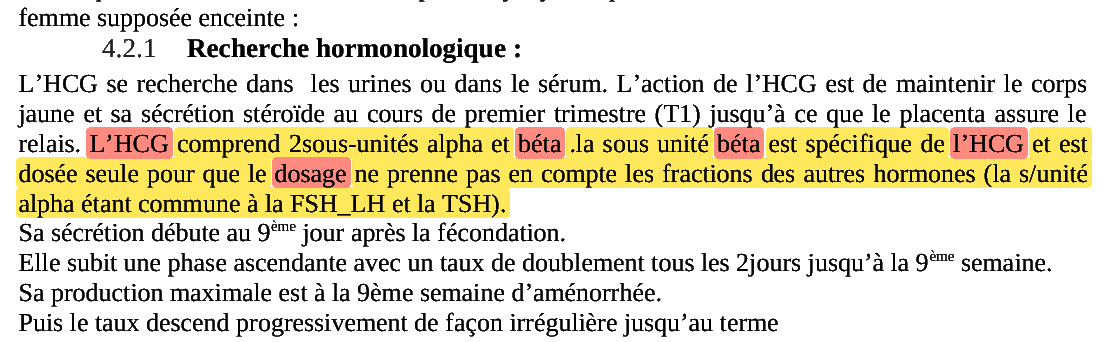 femme supposée enceinte :
4.2.1 Recherche hormonologique :
L’HCG se recherche dans les urines ou dans le sérum. L’action de l’HCG est de maintenir le corps
jaune et sa sécrétion stéroïde au cours de premier trimestre (T1) jusqu’à ce que le placenta assure le
relais. L’HCG comprend 2sous-unités alpha et béta .la sous unité béta est spécifique de l’HCG et est
dosée seule pour que le dosage ne prenne pas en compte les fractions des autres hormones (la s/unité
alpha étant commune à la FSH_LH et la TSH).
Sa sécrétion débute au 9ème jour après la fécondation.
Elle subit une phase ascendante avec un taux de doublement tous les 2jours jusqu’à la 9ème semaine.
Sa production maximale est à la 9ème semaine d’aménorrhée.
Puis le taux descend progressivement de façon irrégulière jusqu’au terme